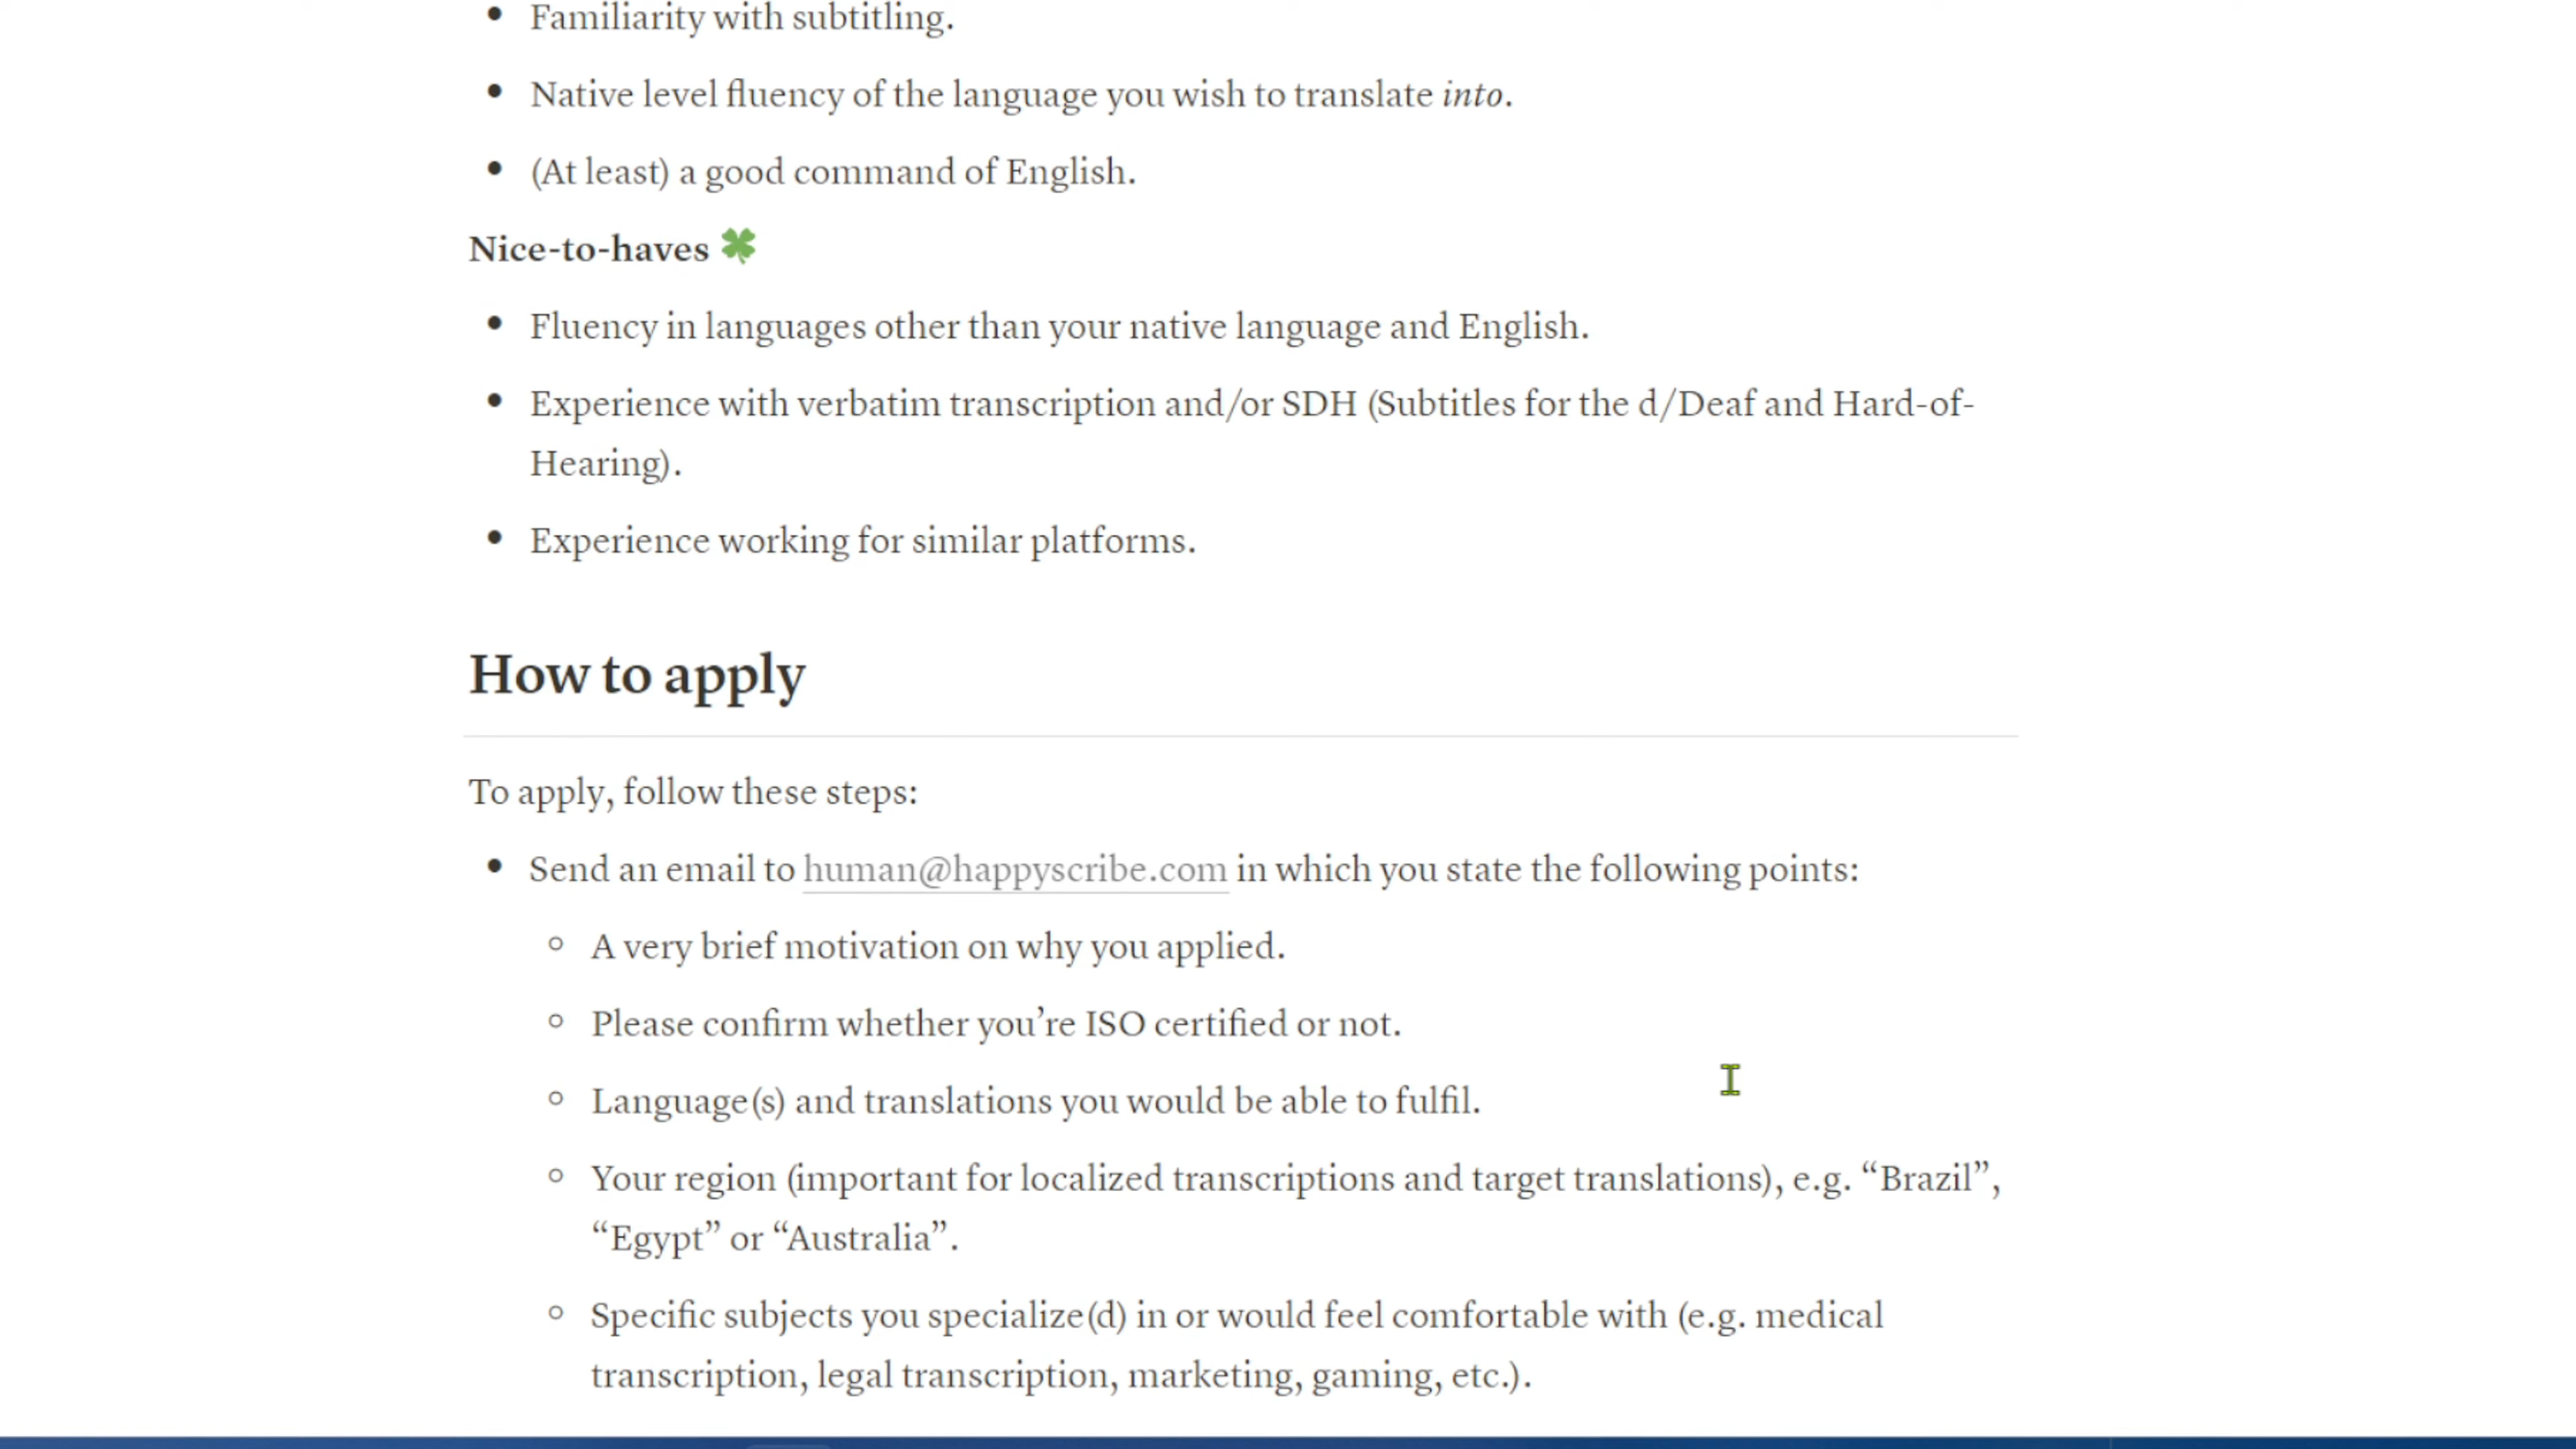 • Familiarity with subtitling.
• Native level fluency of the language you wish to translate into.
• (At least) a good command of English.
Nice-to-haves 🍀
• Fluency in languages other than your native language and English.
• Experience with verbatim transcription and/or SDH (Subtitles for the d/Deaf and Hard-of-
Hearing).
• Experience working for similar platforms.
How to apply
To apply, follow these steps:
• Send an email to human@happyscribe.com in which you state the following points:
◦ A very brief motivation on why you applied.
◦ Please confirm whether you’re ISO certified or not.
◦ Language(s) and translations you would be able to fulfil.
◦ Your region (important for localized transcriptions and target translations), e.g. “Brazil”,
“Egypt” or “Australia”.
◦ Specific subjects you specialize(d) in or would feel comfortable with (e.g. medical
transcription, legal transcription, marketing, gaming, etc.).